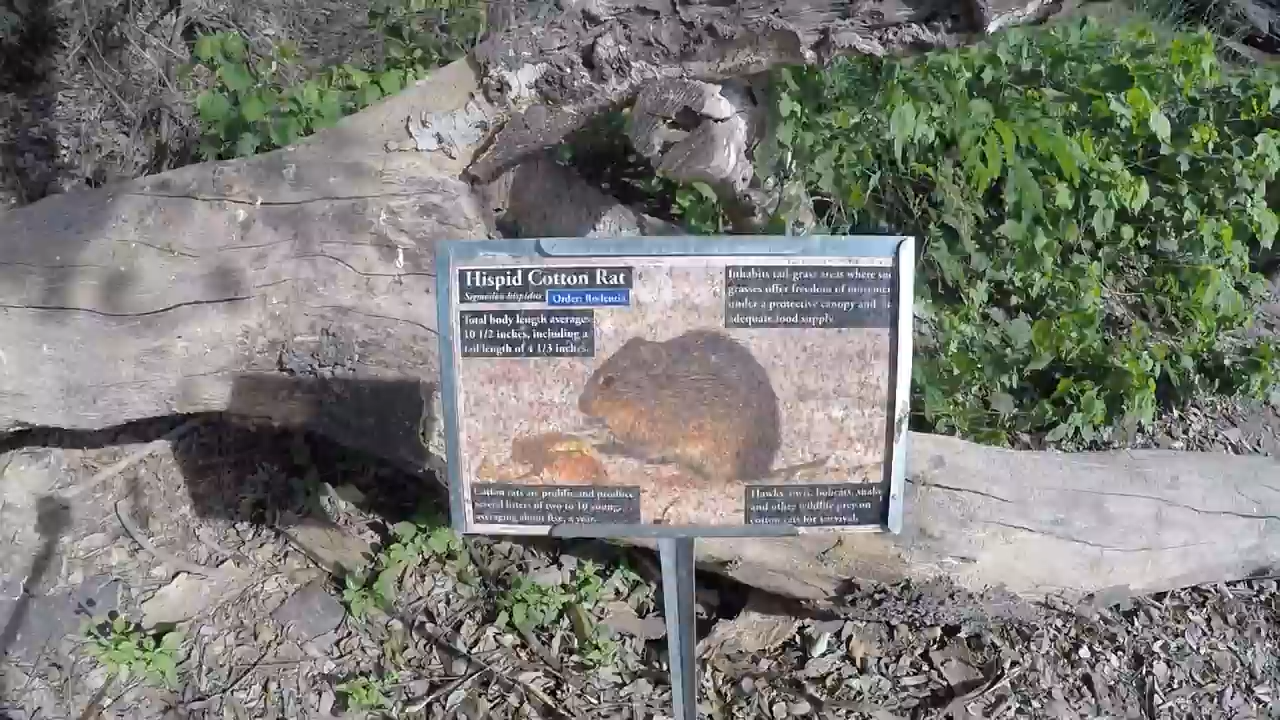 Hispid Cotton Rat
Sigmodon hispidus Order: Rodentia
Total body length average
10 1/2 inches, including a
tail length of 4 1/3 inches.
Inhabits tall-grass areas where
grasses offer freedom of
under a protective canopy and
adequate food supply.
Cotton rats are prolific and produce
several litters of two to 10 young,
averaging about five, a year.
Hawks, owls, bobcats,
and other wildlife prey on
cotton rats for survival.